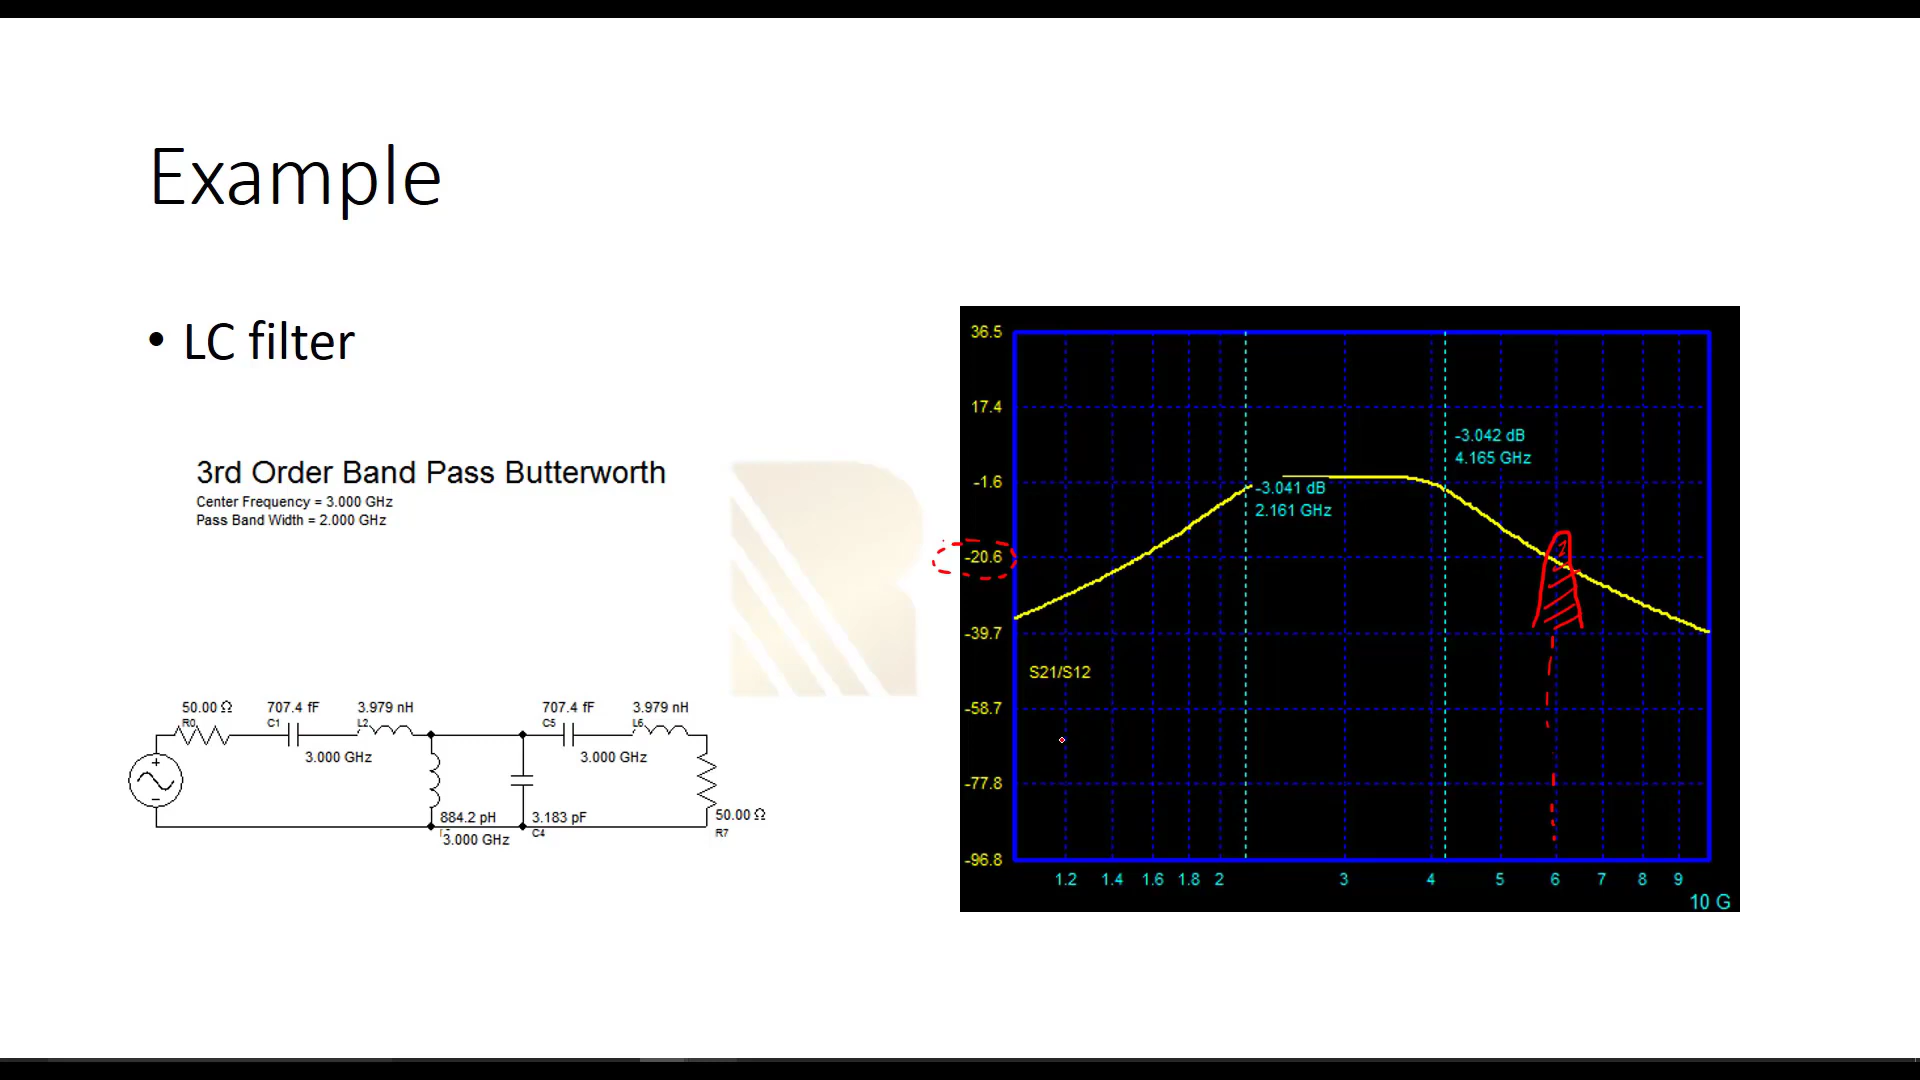 Example
• LC filter
3rd Order Band Pass Butterworth
Center Frequency = 3.000 GHz
Pass Band Width = 2.000 GHz
50.00 Ω 707.4 fF 3.979 nH 707.4 fF 3.979 nH
R0 C1 L2 C5 L6
3.000 GHz 3.000 GHz
884.2 pH 3.183 pF 50.00 Ω
C4 R7
3.000 GHz
36.5
17.4
-3.042 dB
4.165 GHz
-1.6
-3.041 dB
2.161 GHz
-20.6
-39.7
S21/S12
-58.7
-77.8
-96.8
1.2 1.4 1.6 1.8 2 3 4 5 6 7 8 9
10 G